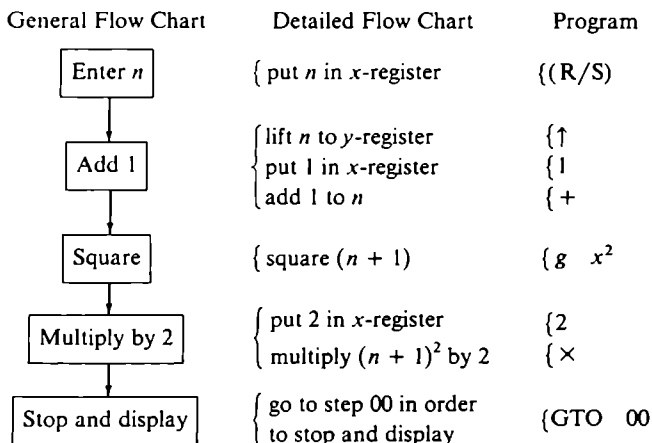 General Flow Chart Detailed Flow Chart Program
Enter n { put n in x-register {(R/S)
lift n to y-register {↑
Add 1 { put 1 in x-register {1
add 1 to n {+
Square { square (n + 1) {g x²
put 2 in x-register {2
Multiply by 2 { multiply (n + 1)² by 2 {×
go to step 00 in order
Stop and display { to stop and display {GTO 00